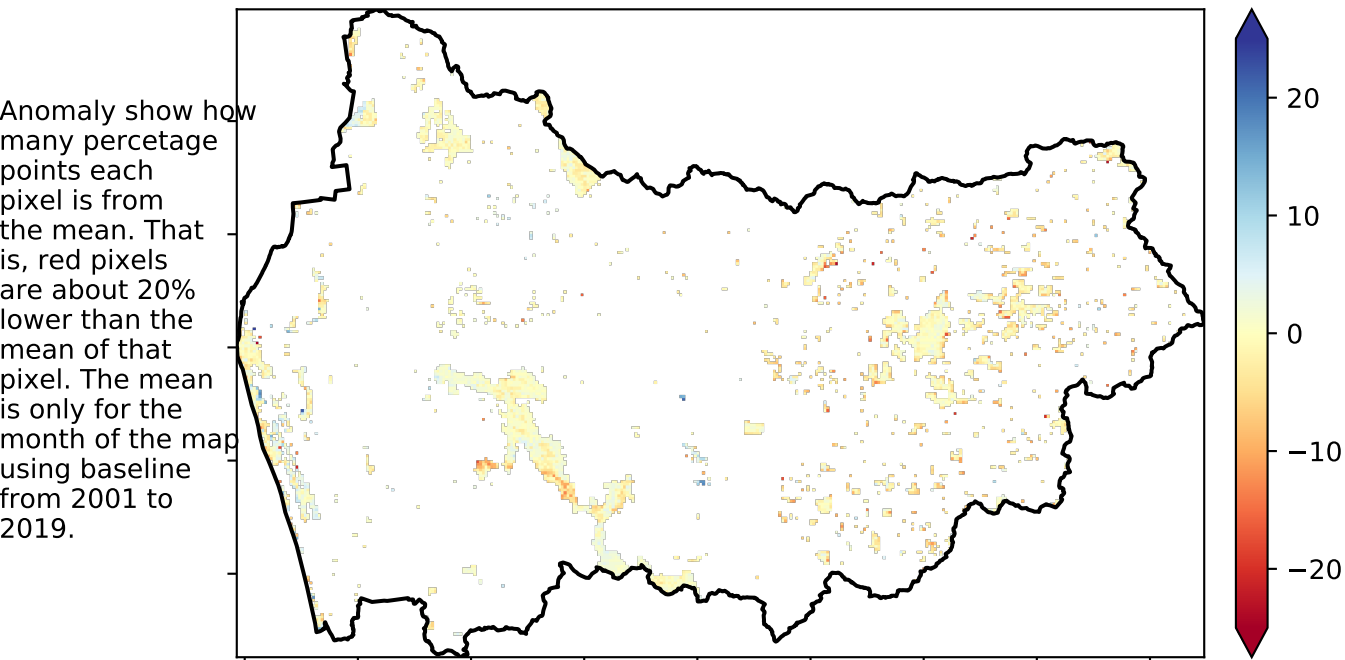 Anomaly show how
many percetage
points each
pixel is from
the mean. That
is, red pixels
are about 20%
lower than the
mean of that
pixel. The mean
is only for the
month of the map
using baseline
from 2001 to
2019.
20
10
0
−10
−20